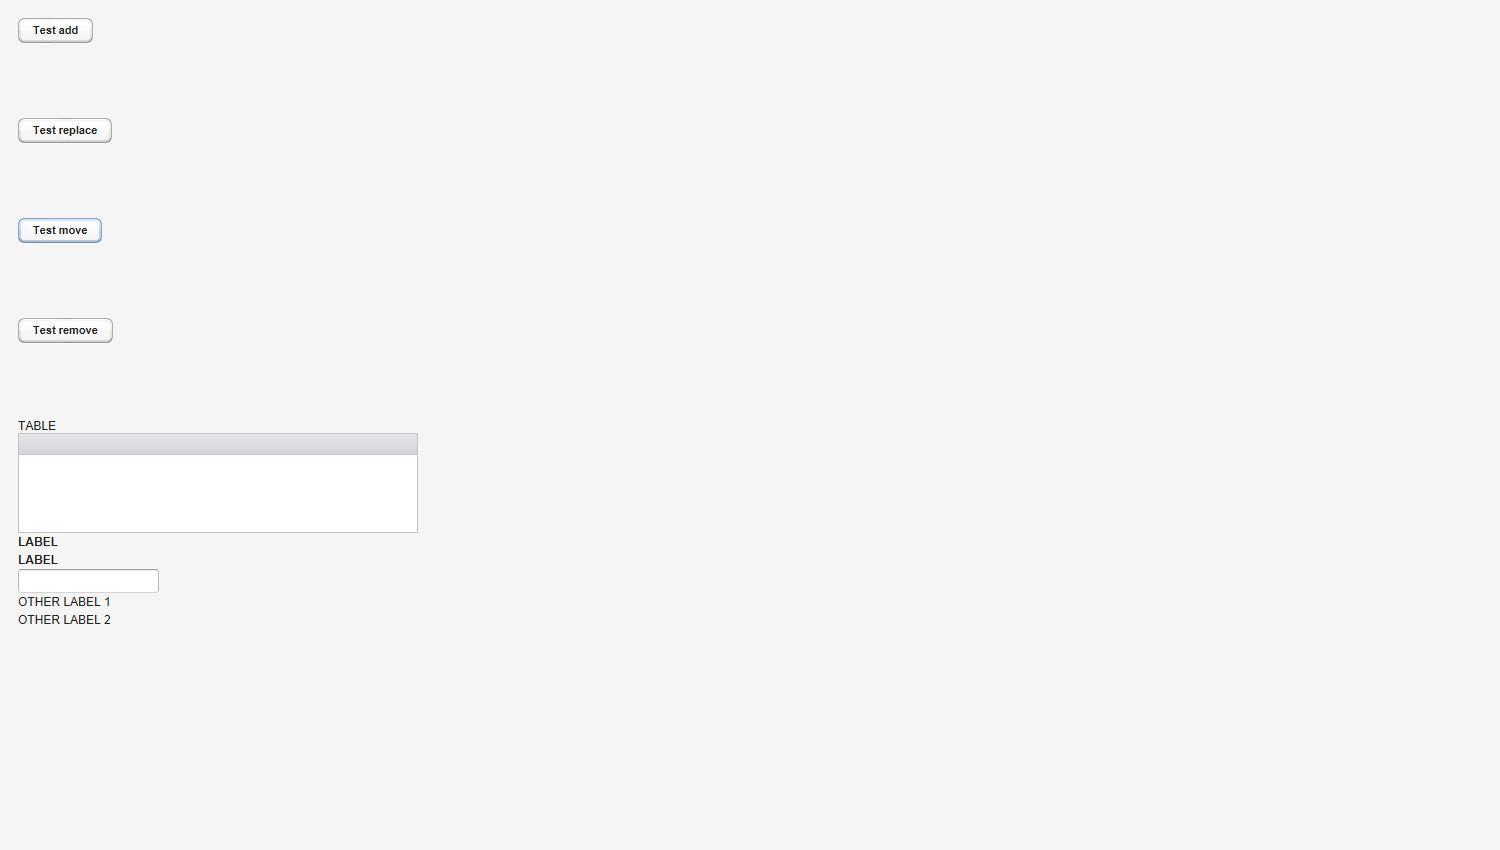 Test add
Test replace
Test move
Test remove
TABLE
LABEL
LABEL
OTHER LABEL 1
OTHER LABEL 2